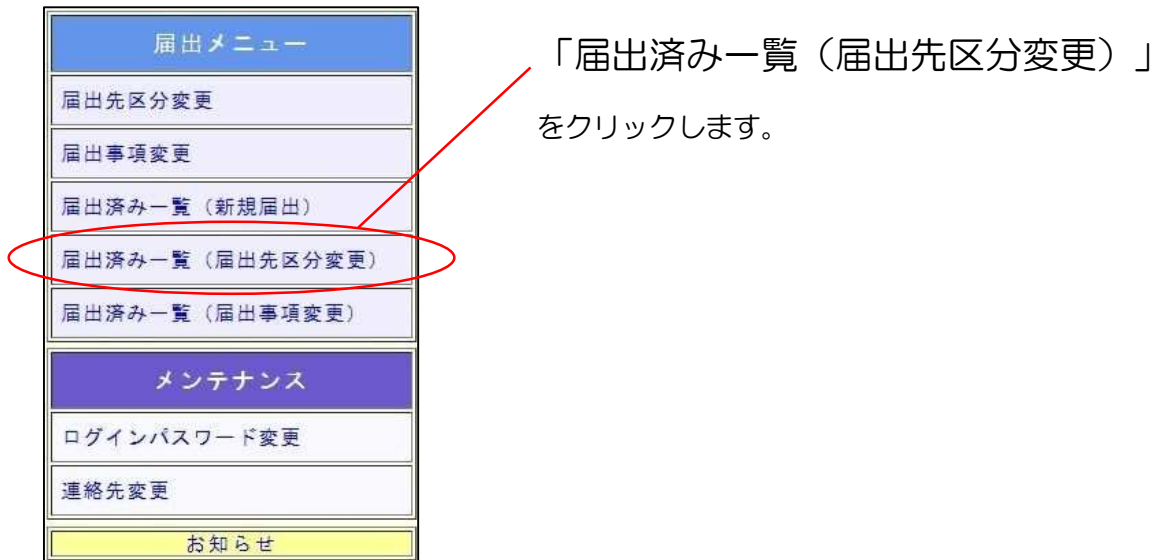 届出メニュー
届出先区分変更
届出事項変更
届出済み一覧（新規届出）
届出済み一覧（届出先区分変更）
届出済み一覧（届出事項変更）
メンテナンス
ログインパスワード変更
連絡先変更
お知らせ
「届出済み一覧（届出先区分変更）」
をクリックします。